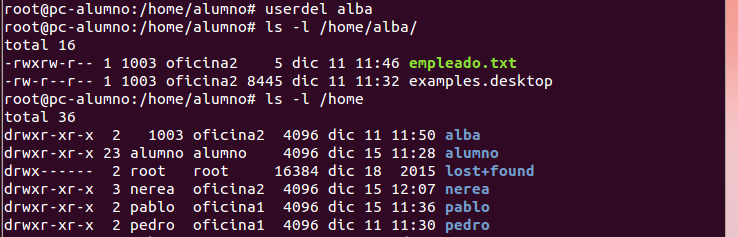 root@pc-alumno:/home/alumno# userdel alba
root@pc-alumno:/home/alumno# ls -l /home/alba/
total 16
-rwxrw-r-- 1 1003 oficina2    5 dic 11 11:46 empleado.txt
-rw-r--r-- 1 1003 oficina2 8445 dic 11 11:32 examples.desktop
root@pc-alumno:/home/alumno# ls -l /home
total 36
drwxr-xr-x  2   1003 oficina2  4096 dic 11 11:50 alba
drwxr-xr-x 23 alumno alumno    4096 dic 15 11:28 alumno
drwx------  2 root   root     16384 dic 18  2015 lost+found
drwxr-xr-x  3 nerea  oficina2  4096 dic 15 12:07 nerea
drwxr-xr-x  2 pablo  oficina1  4096 dic 15 11:36 pablo
drwxr-xr-x  2 pedro  oficina1  4096 dic 11 11:30 pedro